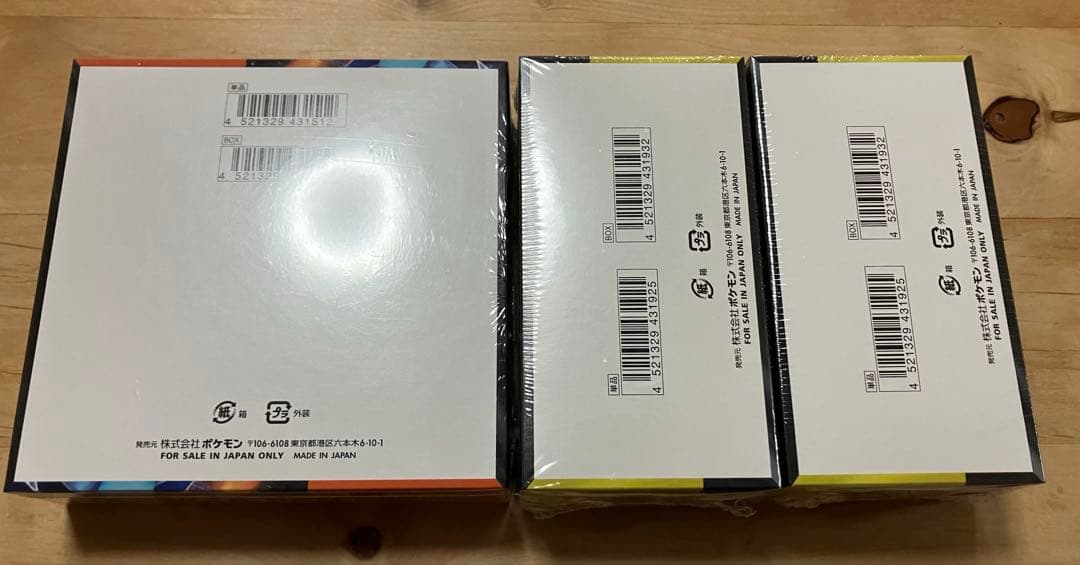 単品
4 521329 431512
BOX
4 52132
紙 箱 プラ 外装
発売元 株式会社ポケモン 〒106-6108 東京都港区六本木6-10-1
FOR SALE IN JAPAN ONLY MADE IN JAPAN
BOX
4 521329 431932
単品
4 521329 431925
紙 箱 プラ 外装
発売元 株式会社ポケモン 〒106-6108 東京都港区六本木6-10-1
FOR SALE IN JAPAN ONLY MADE IN JAPAN
BOX
4 521329 431932
単品
4 521329 431925
紙 箱 プラ 外装
発売元 株式会社ポケモン 〒106-6108 東京都港区六本木6-10-1
FOR SALE IN JAPAN ONLY MADE IN JAPAN